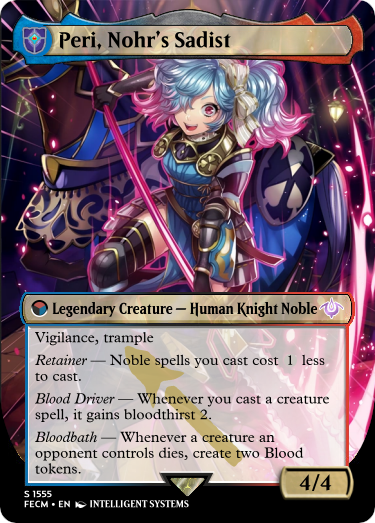 Peri, Nohr's Sadist
Legendary Creature — Human Knight Noble
Vigilance, trample
Retainer — Noble spells you cast cost 1 less
to cast.
Blood Driver — Whenever you cast a creature
spell, it gains bloodthirst 2.
Bloodbath — Whenever a creature an
opponent controls dies, create two Blood
tokens.
4/4
S 1555
FECM • EN INTELLIGENT SYSTEMS